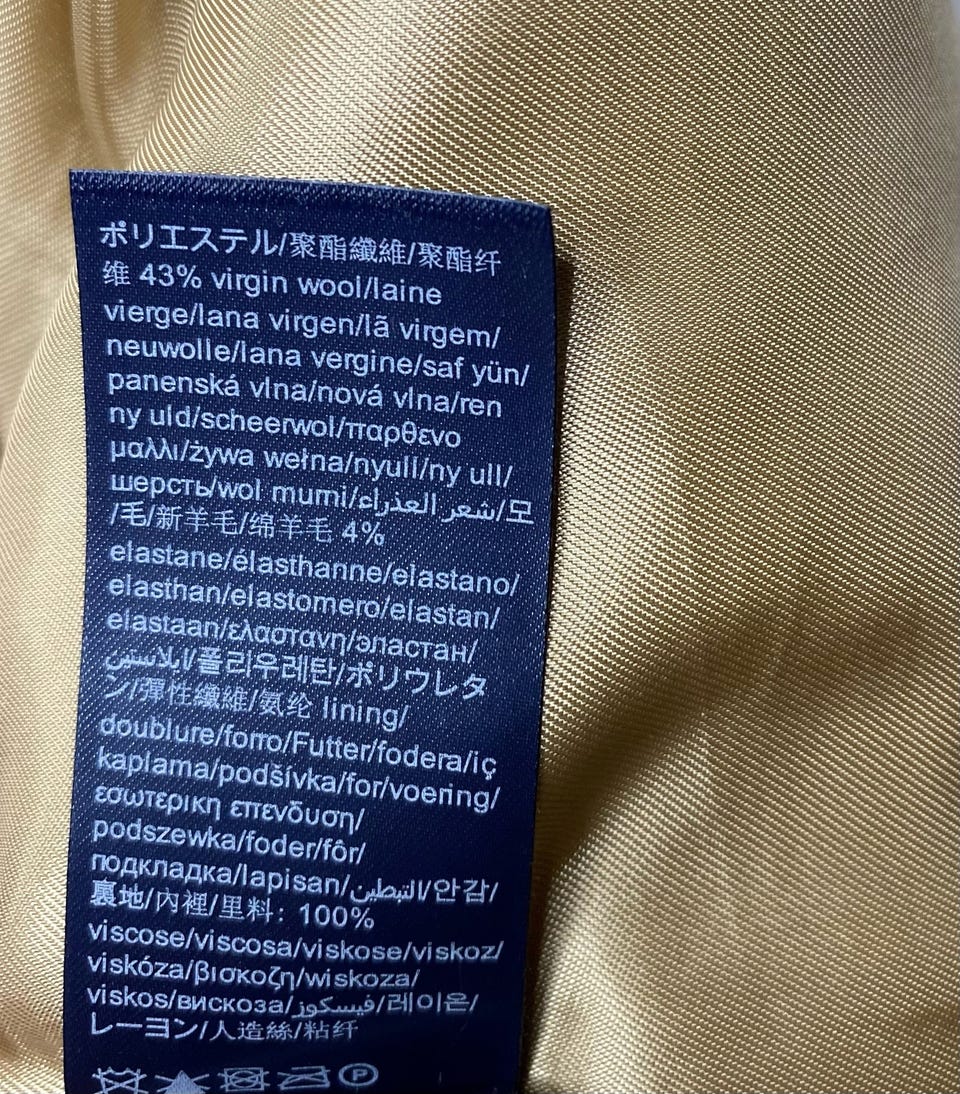 ポリエステル/聚酯纖維/聚酯纤
维 43% virgin wool/laine
vierge/lana virgen/lã virgem/
neuwolle/lana vergine/saf yün/
panenská vlna/nová vlna/ren
ny uld/scheerwol/παρθενο
μαλλι/żywa wełna/nyull/ny ull/
шерсть/wol murni/شعر العذراء/모
/毛/新羊毛/绵羊毛 4%
elastane/élasthanne/elastano/
elasthan/elastomero/elastan/
elastaan/ελαστανη/эластан/
ايلاستين/폴리우레탄/ポリウレタ
ン/彈性纖維/氨纶 lining/
doublure/forro/Futter/fodera/iç
kaplama/podšívka/for/voering/
εσωτερικη επενδυση/
podszewka/foder/fôr/
подкладка/lapisan/التبطين/안감/
裏地/內裡/里料: 100%
viscose/viscosa/viskose/viskoz/
viskóza/βισκοζη/wiskoza/
viskos/вискоза/فيسكوز/레이온/
レーヨン/人造絲/粘纤
P